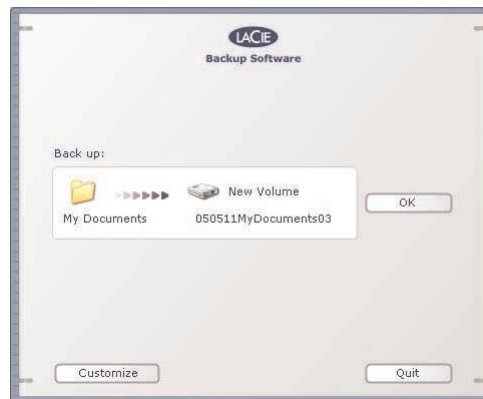 LACIE
Backup Software
Back up:
New Volume
My Documents
050511MyDocuments03
OK
Customize
Quit